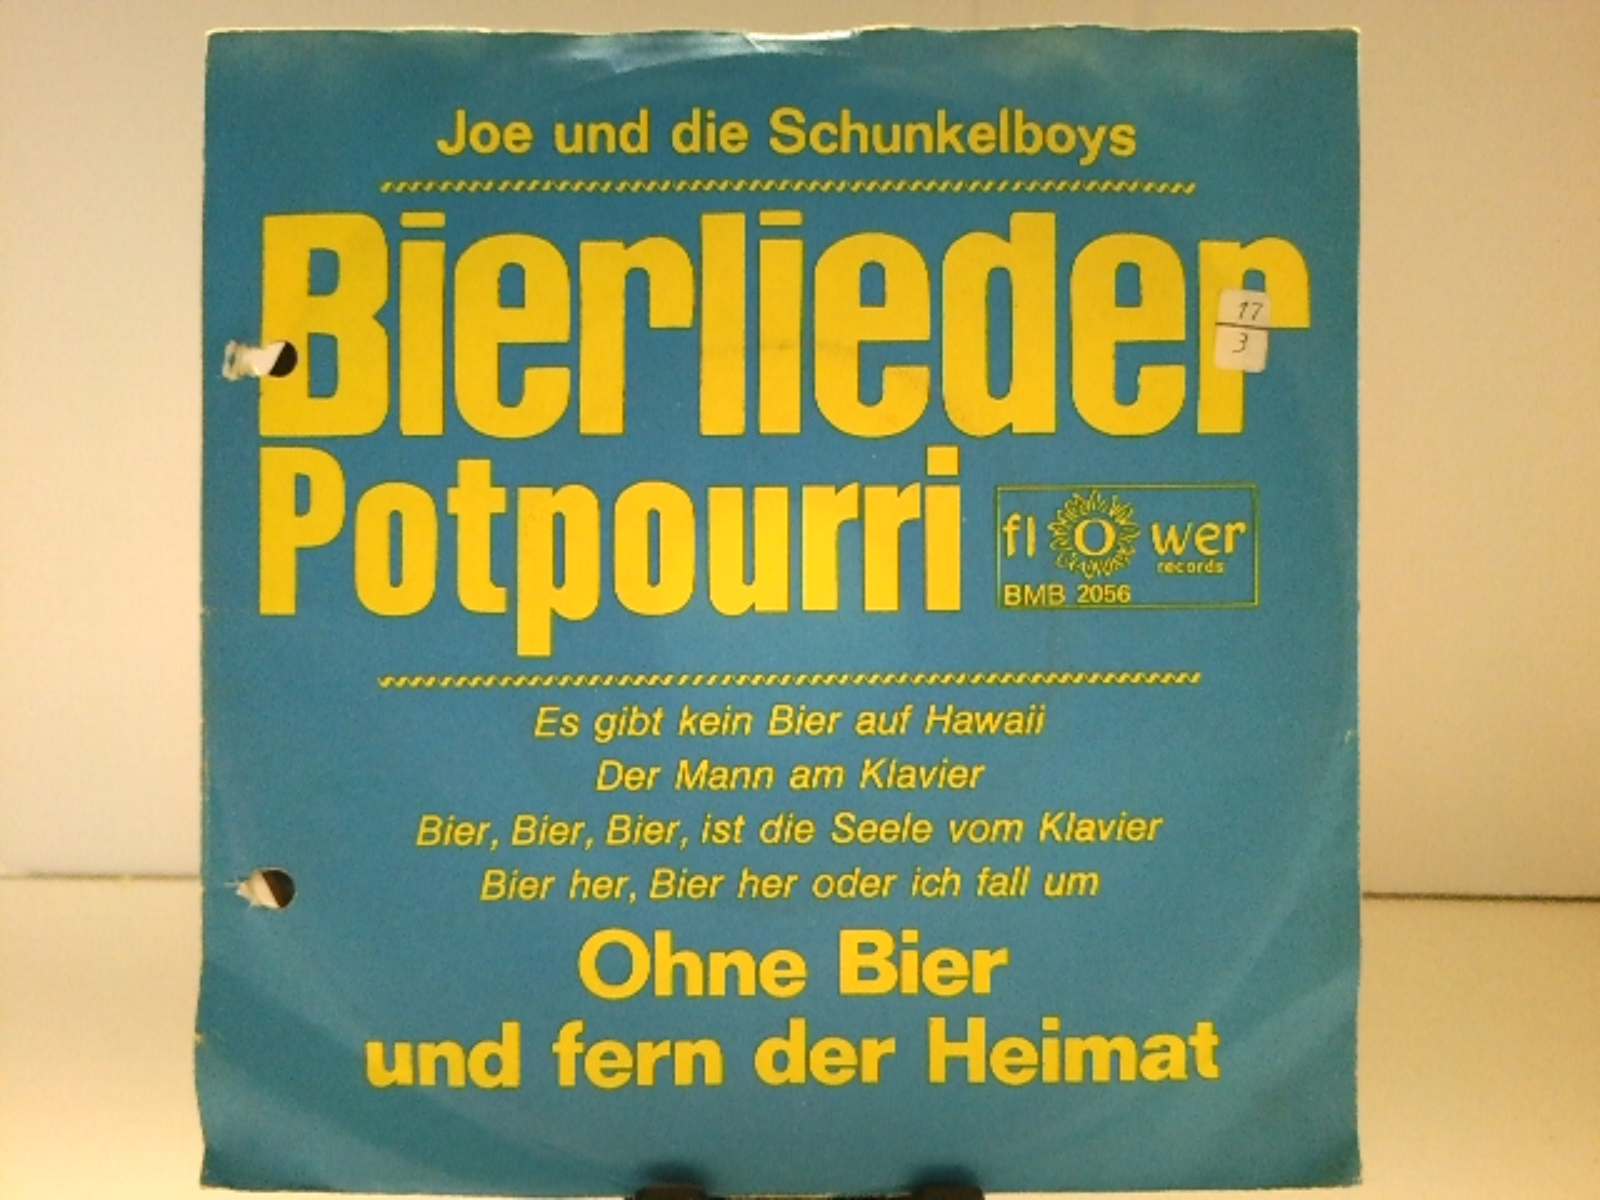 Joe und die Schunkelboys
Bierlieder
17
3
Potpourri
flower
records
BMB 2056
Es gibt kein Bier auf Hawaii
Der Mann am Klavier
Bier, Bier, Bier, ist die Seele vom Klavier
Bier her, Bier her oder ich fall um
Ohne Bier
und fern der Heimat